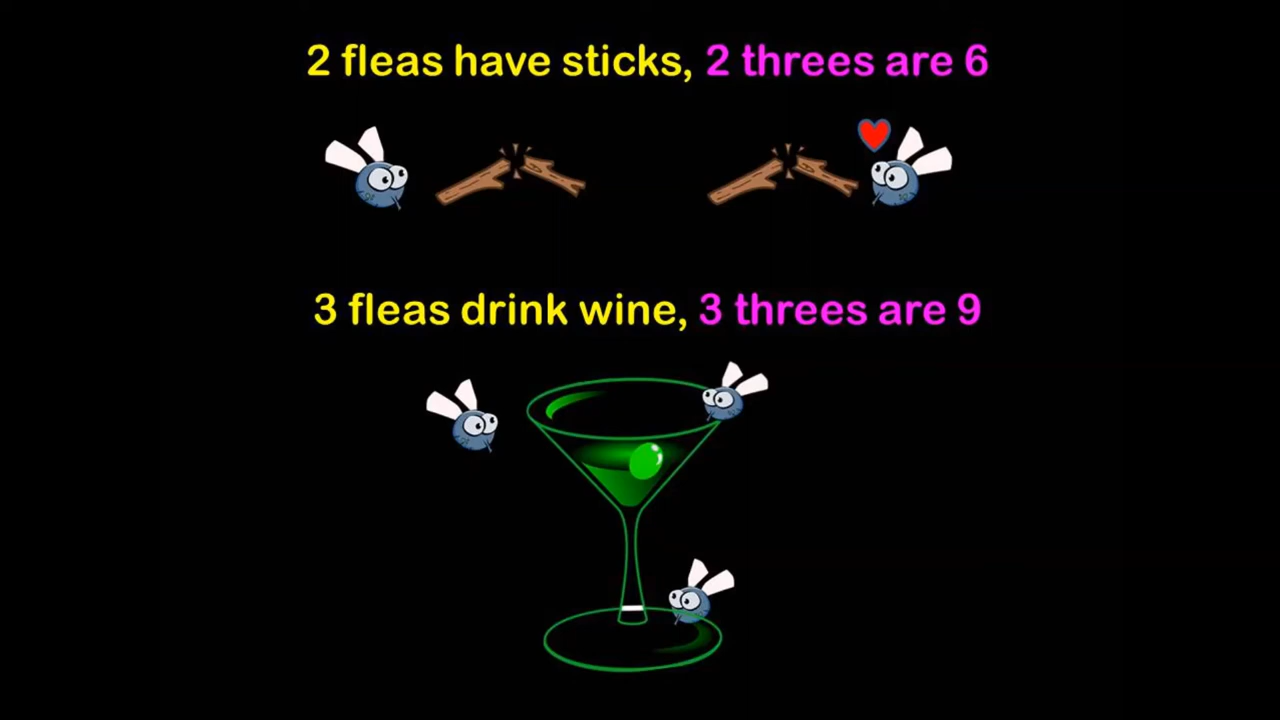 2 fleas have sticks, 2 threes are 6
3 fleas drink wine, 3 threes are 9